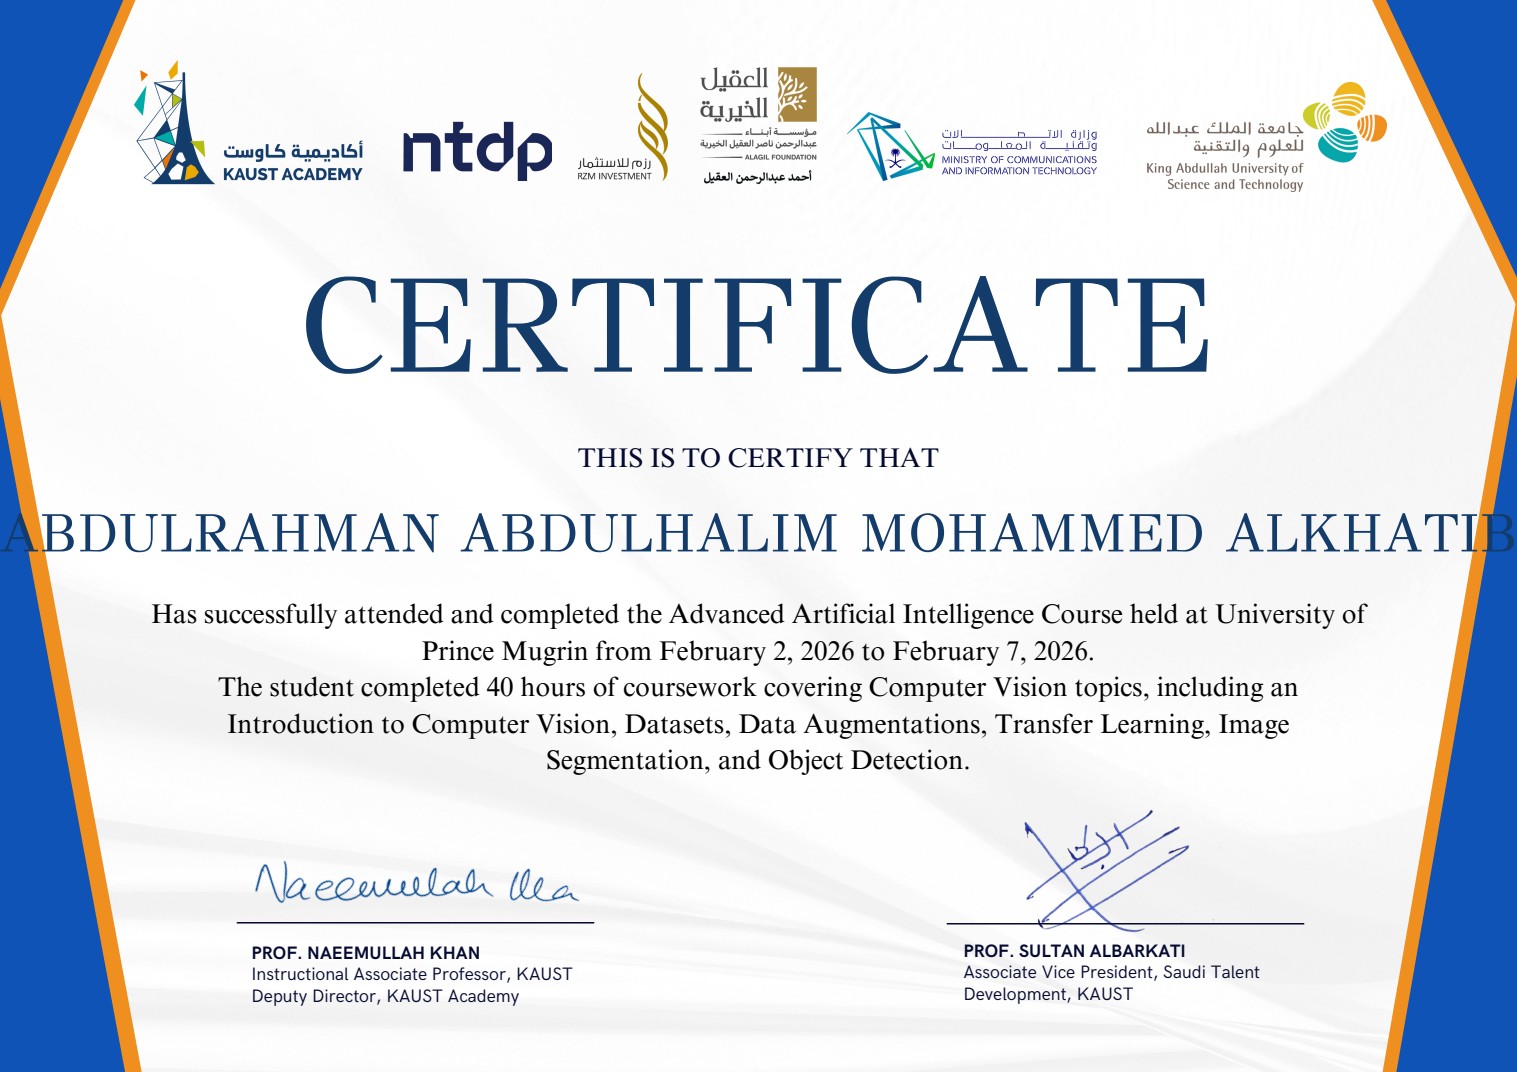 أكاديمية كاوست
KAUST ACADEMY
ntdp
رزم للاستثمار
RZM INVESTMENT
العقيل
الخيرية
مؤسسة أبناء
عبدالرحمن ناصر العقيل الخيرية
ALAGIL FOUNDATION
أحمد عبدالرحمن العقيل
وزارة الاتصالات
وتقنية المعلومات
MINISTRY OF COMMUNICATIONS
AND INFORMATION TECHNOLOGY
جامعة الملك عبدالله
للعلوم والتقنية
King Abdullah University of
Science and Technology
CERTIFICATE
THIS IS TO CERTIFY THAT
ABDULRAHMAN ABDULHALIM MOHAMMED ALKHATIB
Has successfully attended and completed the Advanced Artificial Intelligence Course held at University of
Prince Mugrin from February 2, 2026 to February 7, 2026.
The student completed 40 hours of coursework covering Computer Vision topics, including an
Introduction to Computer Vision, Datasets, Data Augmentations, Transfer Learning, Image
Segmentation, and Object Detection.
Naeemullah
PROF. NAEEMULLAH KHAN
Instructional Associate Professor, KAUST
Deputy Director, KAUST Academy
PROF. SULTAN ALBARKATI
Associate Vice President, Saudi Talent
Development, KAUST